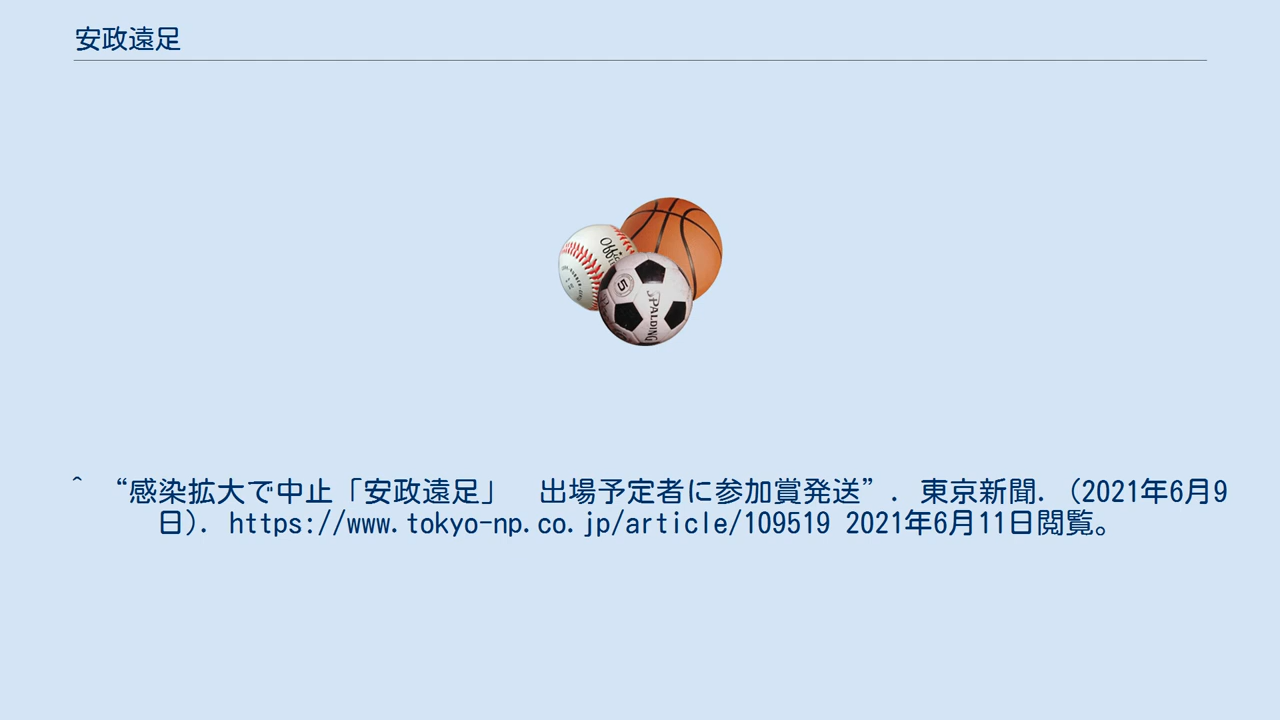 安政遠足
Offic
5
SPALDING
^ “感染拡大で中止「安政遠足」　出場予定者に参加賞発送”. 東京新聞. (2021年6月9
日). https://www.tokyo-np.co.jp/article/109519 2021年6月11日閲覧。